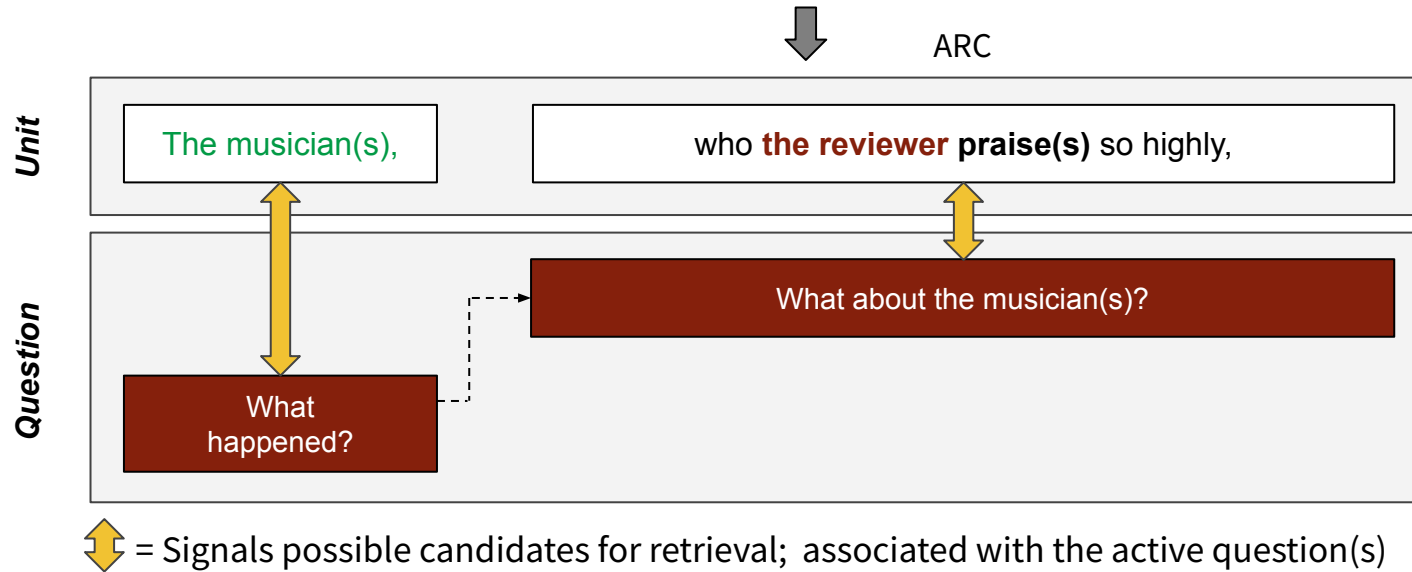 ARC
Unit
The musician(s),
who the reviewer praise(s) so highly,
Question
What about the musician(s)?
What
happened?
= Signals possible candidates for retrieval; associated with the active question(s)